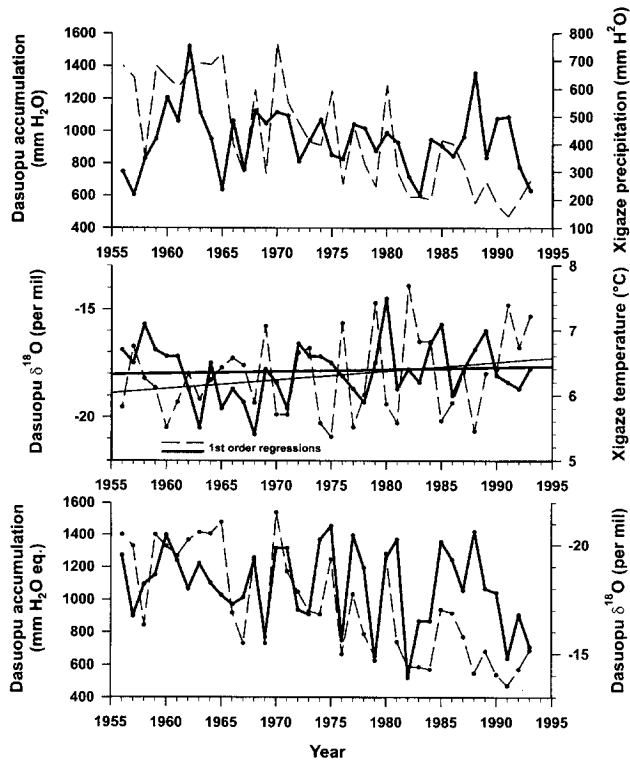 Dasuopu accumulation
(mm H2O)
1600
1400
1200
1000
800
600
400
800
700
600
500
400
300
200
100
Xigaze precipitation (mm H2O)
1955 1960 1965 1970 1975 1980 1985 1990 1995
Dasuopu δ18O (per mil)
-15
-20
8
7
6
5
Xigaze temperature (°C)
1st order regressions
1955 1960 1965 1970 1975 1980 1985 1990 1995
Dasuopu accumulation
(mm H2O eq.)
1600
1400
1200
1000
800
600
400
-20
-15
Dasuopu δ18O (per mil)
1955 1960 1965 1970 1975 1980 1985 1990 1995
Year